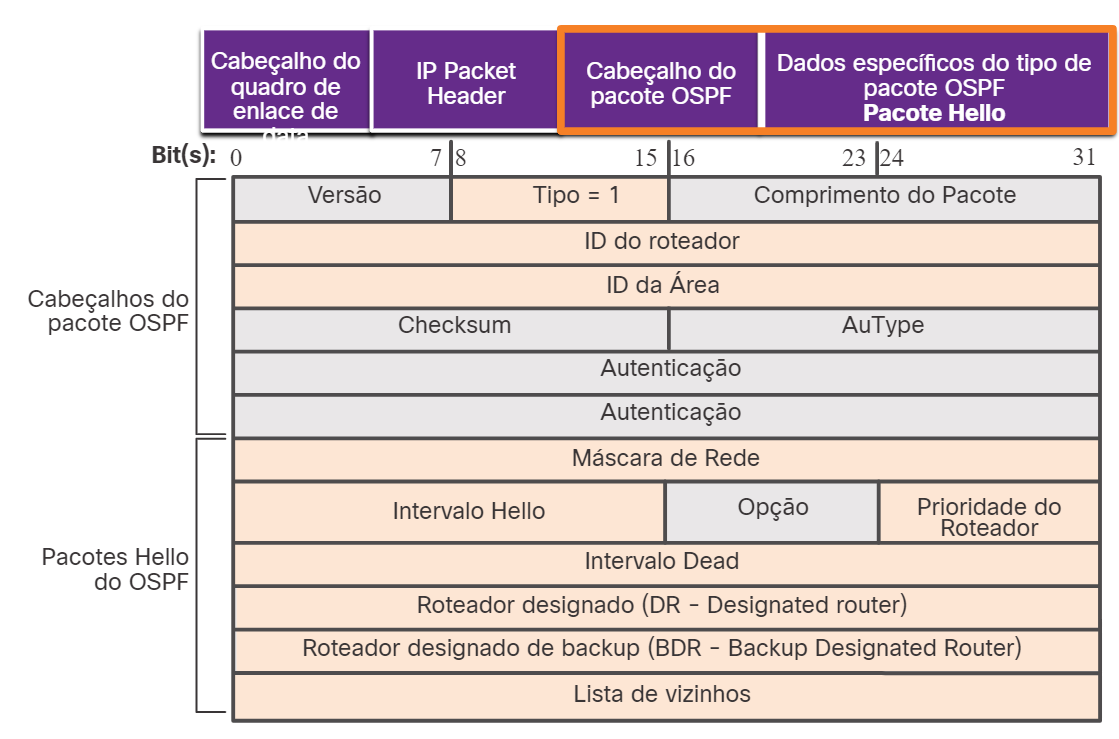 Cabeçalho do
quadro de
enlace de
data
IP Packet
Header
Cabeçalho do
pacote OSPF
Dados específicos do tipo de
pacote OSPF
Pacote Hello
Bit(s): 0 7 8 15 16 23 24 31
Cabeçalhos do
pacote OSPF
Versão Tipo = 1 Comprimento do Pacote
ID do roteador
ID da Área
Checksum AuType
Autenticação
Autenticação
Pacotes Hello
do OSPF
Máscara de Rede
Intervalo Hello Opção Prioridade do
Roteador
Intervalo Dead
Roteador designado (DR - Designated router)
Roteador designado de backup (BDR - Backup Designated Router)
Lista de vizinhos